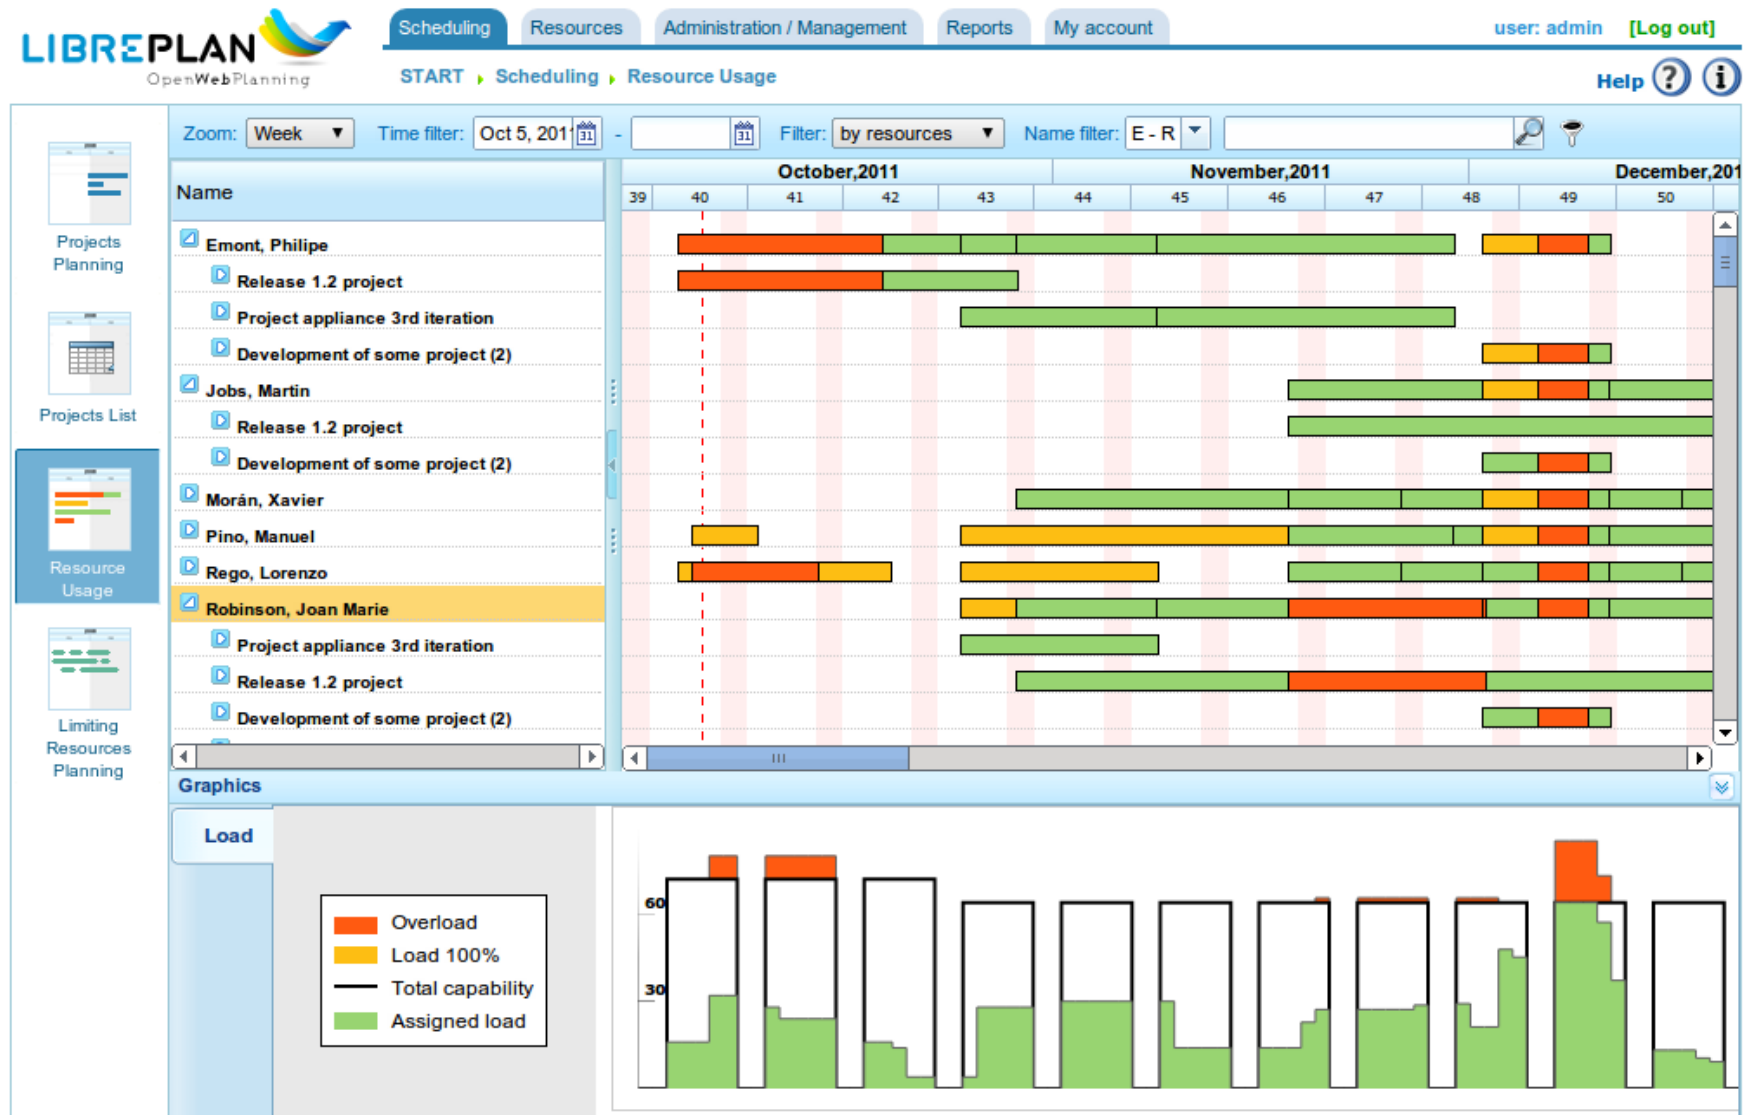 LIBREPLAN
OpenWebPlanning
Scheduling
Resources
Administration / Management
Reports
My account
user: admin
[Log out]
START Scheduling Resource Usage
Help ? i
Zoom: Week
Time filter: Oct 5, 201
31
-
31
Filter: by resources
Name filter: E - R
Projects
Planning
Projects List
Resource
Usage
Limiting
Resources
Planning
Name
October,2011
November,2011
December,201
39 40 41 42 43 44 45 46 47 48 49 50
Emont, Philipe
Release 1.2 project
Project appliance 3rd iteration
Development of some project (2)
Jobs, Martin
Release 1.2 project
Development of some project (2)
Morán, Xavier
Pino, Manuel
Rego, Lorenzo
Robinson, Joan Marie
Project appliance 3rd iteration
Release 1.2 project
Development of some project (2)
Graphics
Load
Overload
Load 100%
Total capability
Assigned load
60
30